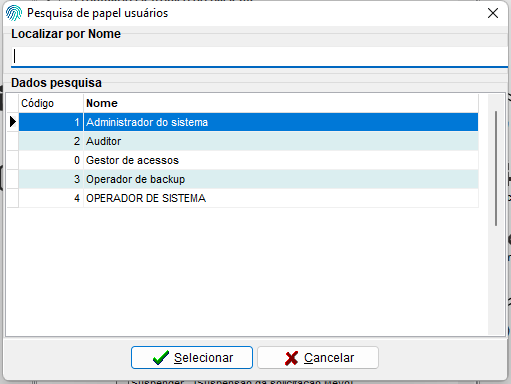 Pesquisa de papel usuários
Localizar por Nome
Dados pesquisa
Código Nome
1 Administrador do sistema
2 Auditor
0 Gestor de acessos
3 Operador de backup
4 OPERADOR DE SISTEMA
Selecionar Cancelar